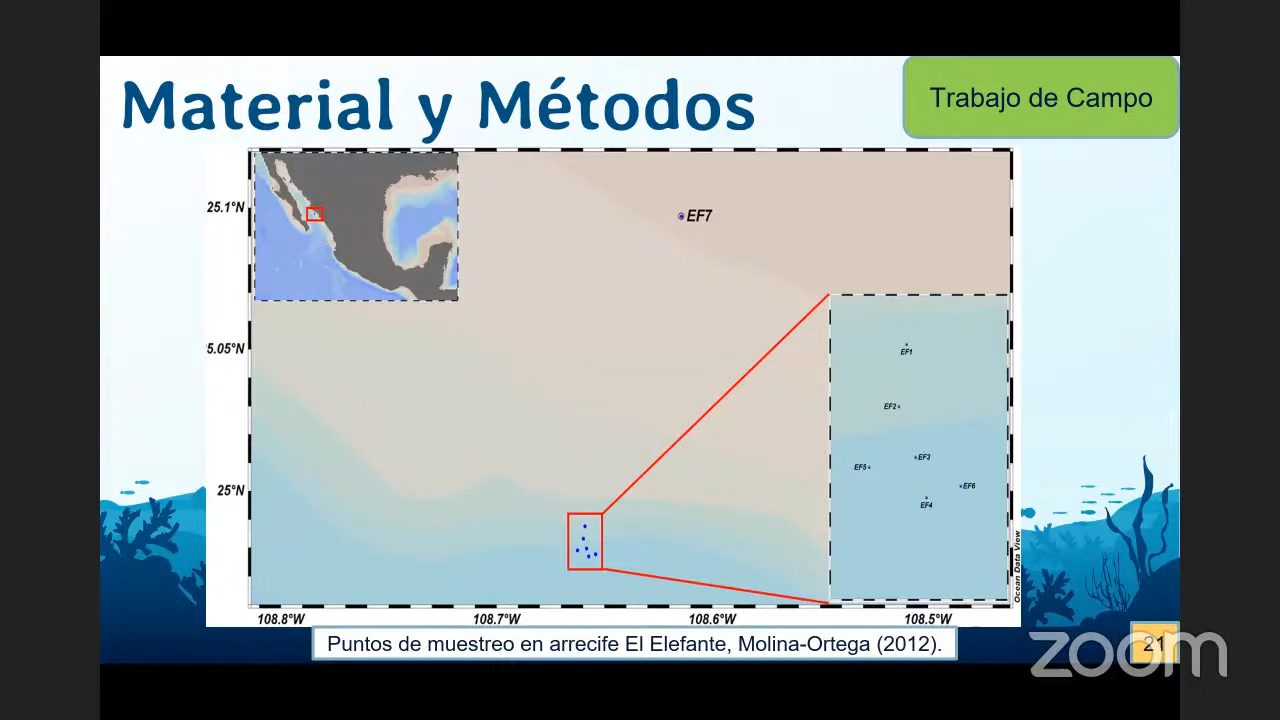 Material y Métodos
Trabajo de Campo
25.1°N
EF7
5.05°N
EF1
EF2
EF3
EF5
EF6
EF4
25°N
Ocean Data View
108.8°W
108.7°W
108.6°W
108.5°W
Puntos de muestreo en arrecife El Elefante, Molina-Ortega (2012).
21
zoom